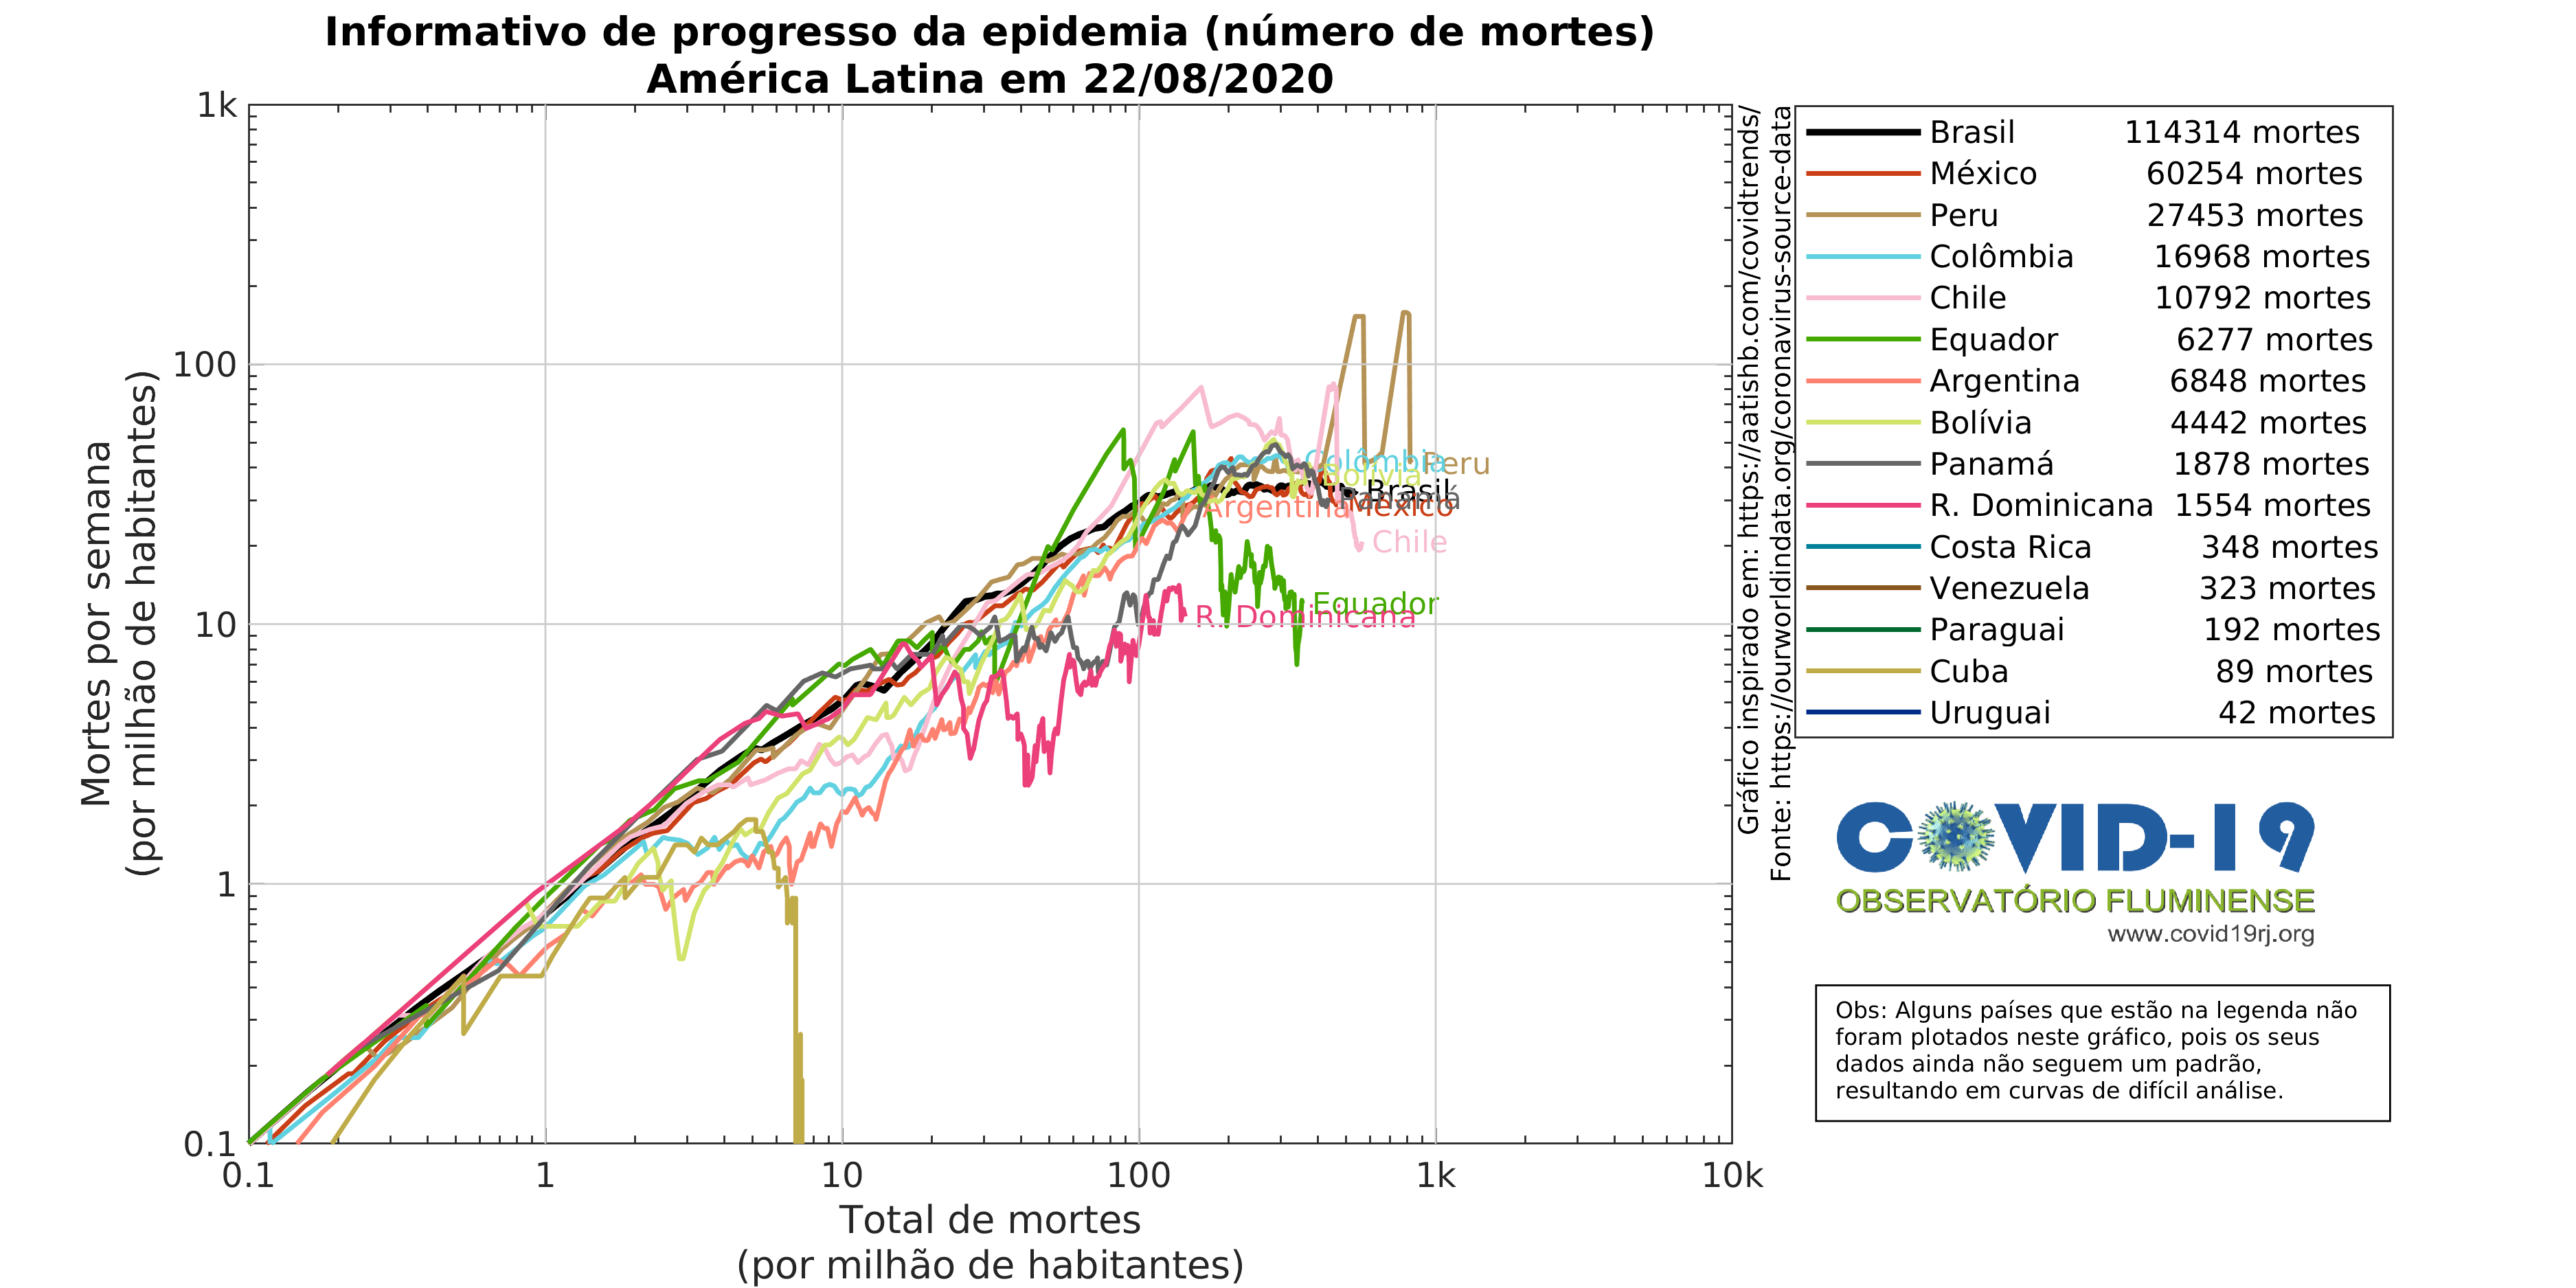 Informativo de progresso da epidemia (número de mortes)
América Latina em 22/08/2020
Mortes por semana
(por milhão de habitantes)
1k
100
10
1
0.1
0.1
1
10
100
1k
10k
Total de mortes
(por milhão de habitantes)
Colômbia
Peru
Bolívia
Brasil
Panamá
México
Argentina
Chile
Equador
R. Dominicana
Gráfico inspirado em: https://aatishb.com/covidtrends/
Fonte: https://ourworldindata.org/coronavirus-source-data
Brasil 114314 mortes
México 60254 mortes
Peru 27453 mortes
Colômbia 16968 mortes
Chile 10792 mortes
Equador 6277 mortes
Argentina 6848 mortes
Bolívia 4442 mortes
Panamá 1878 mortes
R. Dominicana 1554 mortes
Costa Rica 348 mortes
Venezuela 323 mortes
Paraguai 192 mortes
Cuba 89 mortes
Uruguai 42 mortes
COVID-19
OBSERVATÓRIO FLUMINENSE
www.covid19rj.org
Obs: Alguns países que estão na legenda não
foram plotados neste gráfico, pois os seus
dados ainda não seguem um padrão,
resultando em curvas de difícil análise.